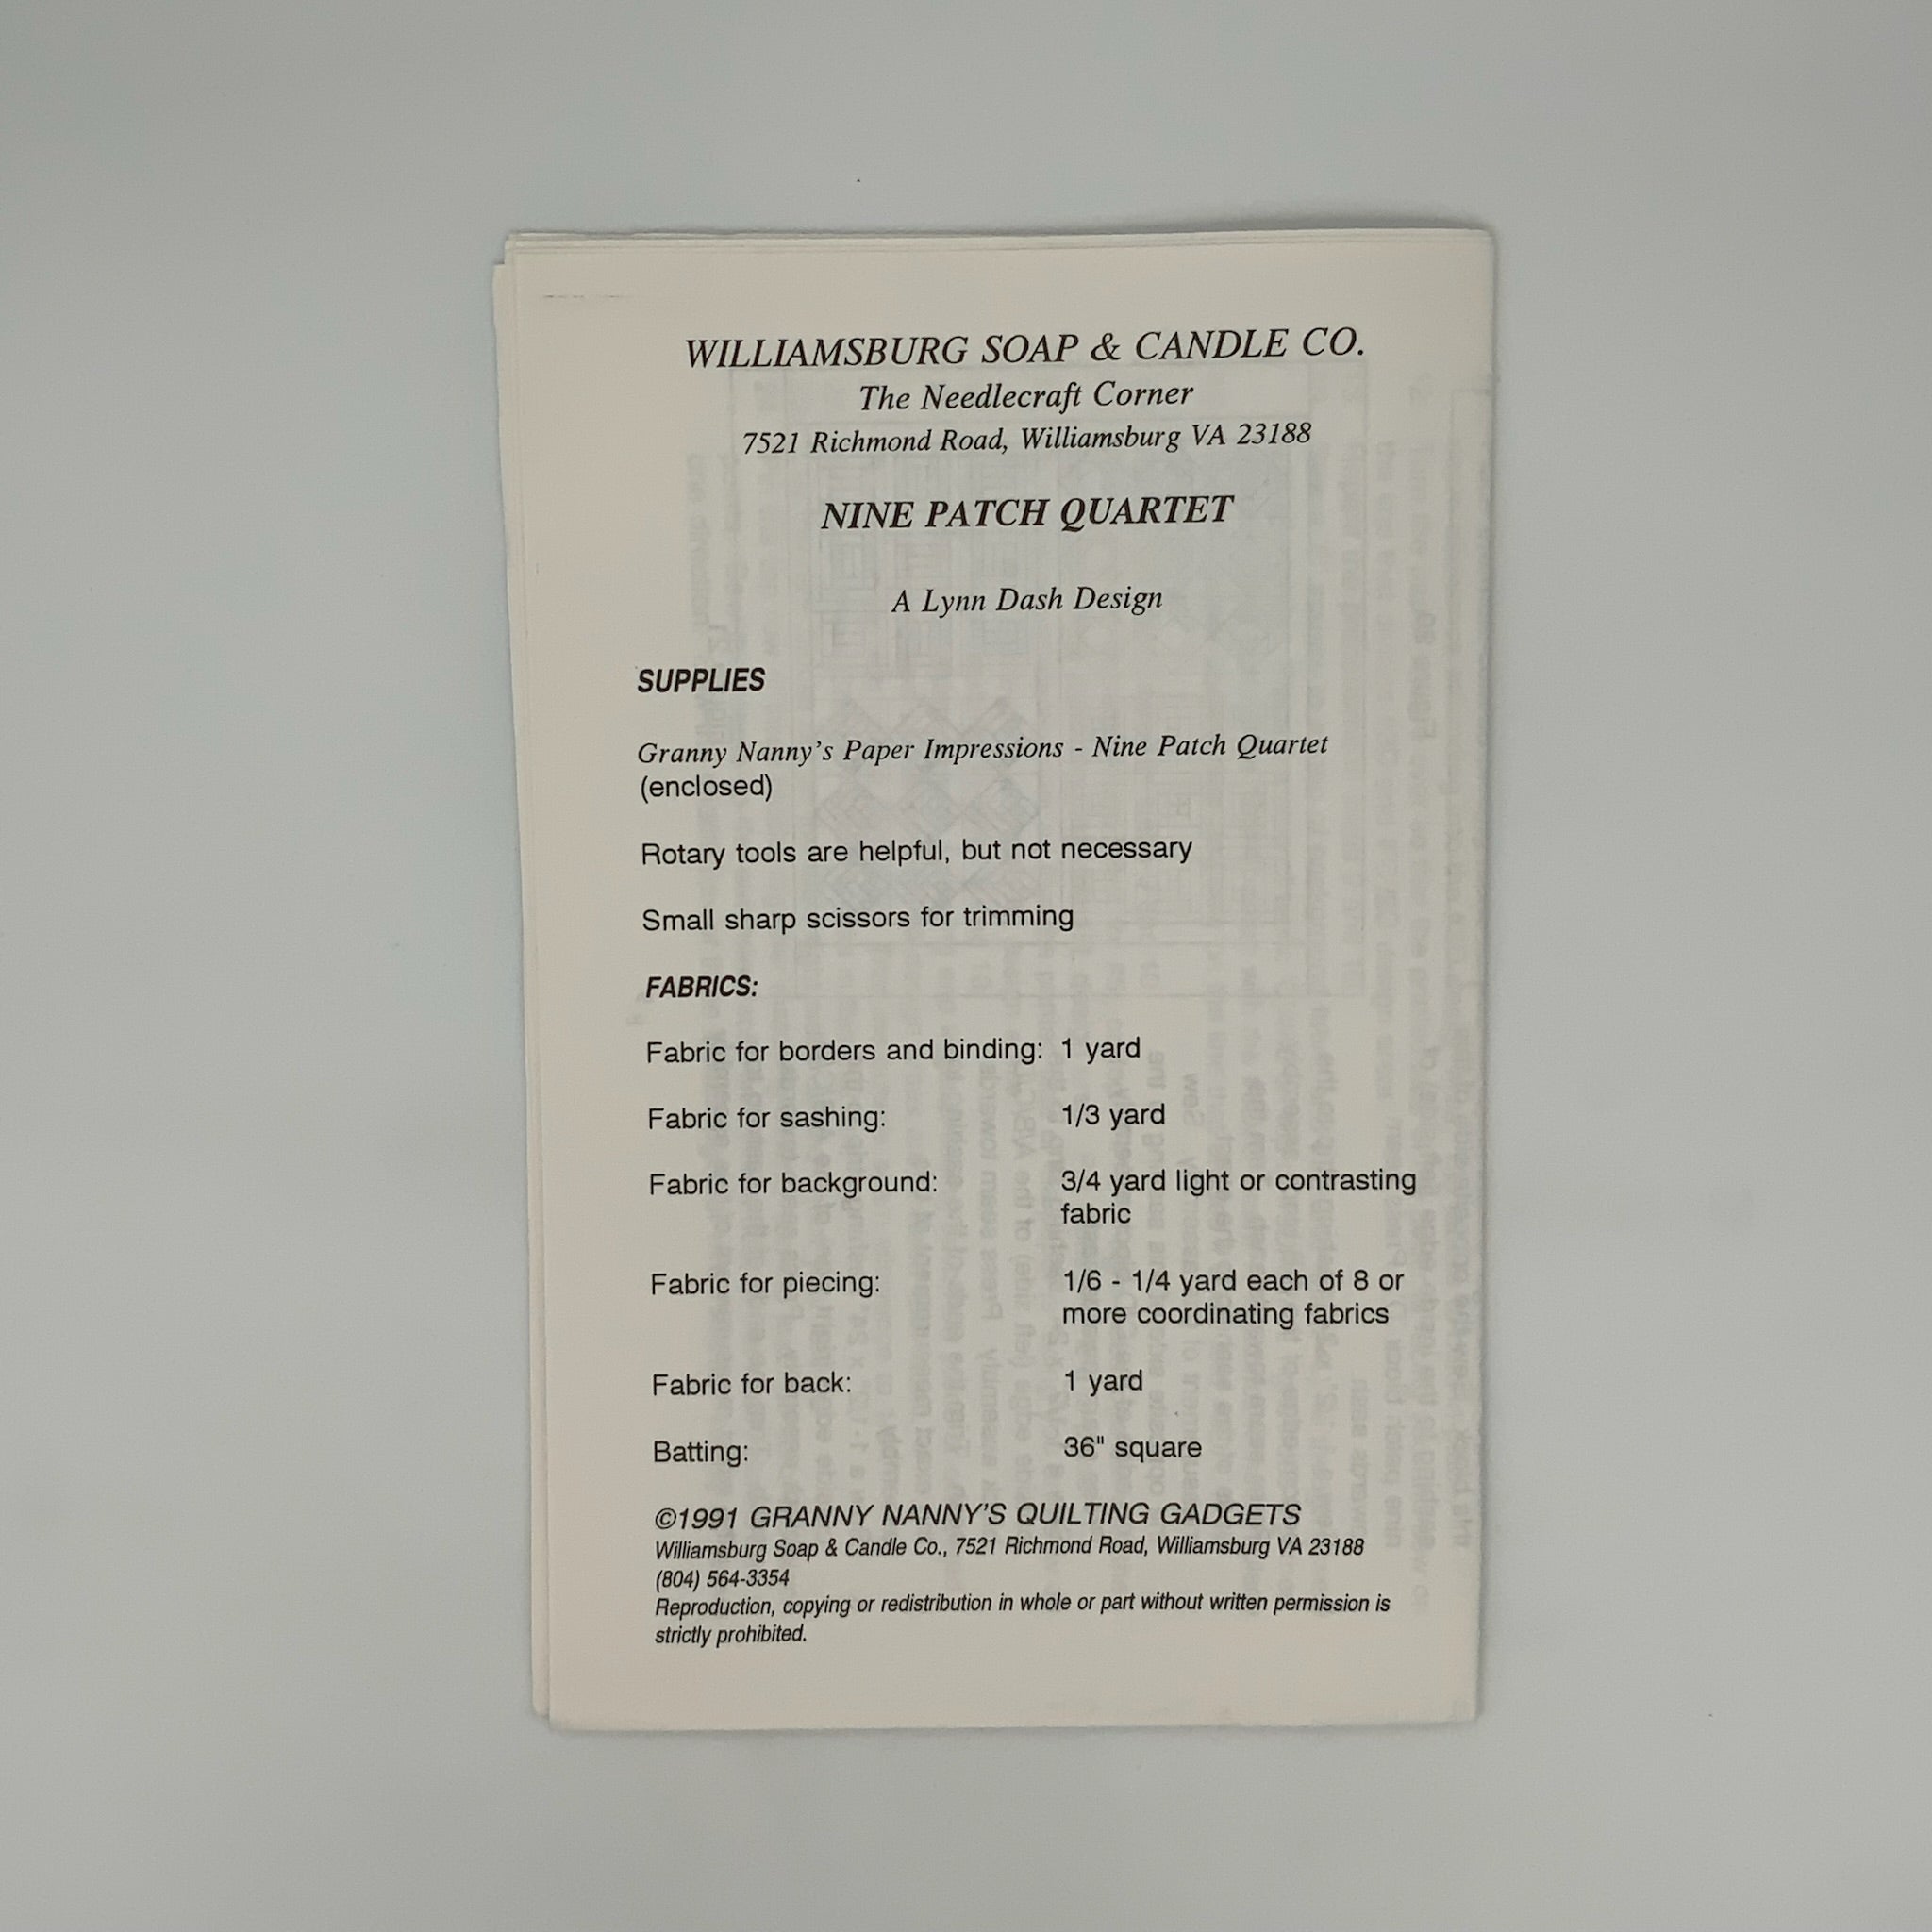 WILLIAMSBURG SOAP & CANDLE CO.
The Needlecraft Corner
7521 Richmond Road, Williamsburg VA 23188
NINE PATCH QUARTET
A Lynn Dash Design
SUPPLIES
Granny Nanny's Paper Impressions - Nine Patch Quartet
(enclosed)
Rotary tools are helpful, but not necessary
Small sharp scissors for trimming
FABRICS:
Fabric for borders and binding: 1 yard
Fabric for sashing: 1/3 yard
Fabric for background: 3/4 yard light or contrasting
fabric
Fabric for piecing: 1/6 - 1/4 yard each of 8 or
more coordinating fabrics
Fabric for back: 1 yard
Batting: 36" square
©1991 GRANNY NANNY'S QUILTING GADGETS
Williamsburg Soap & Candle Co., 7521 Richmond Road, Williamsburg VA 23188
(804) 564-3354
Reproduction, copying or redistribution in whole or part without written permission is
strictly prohibited.